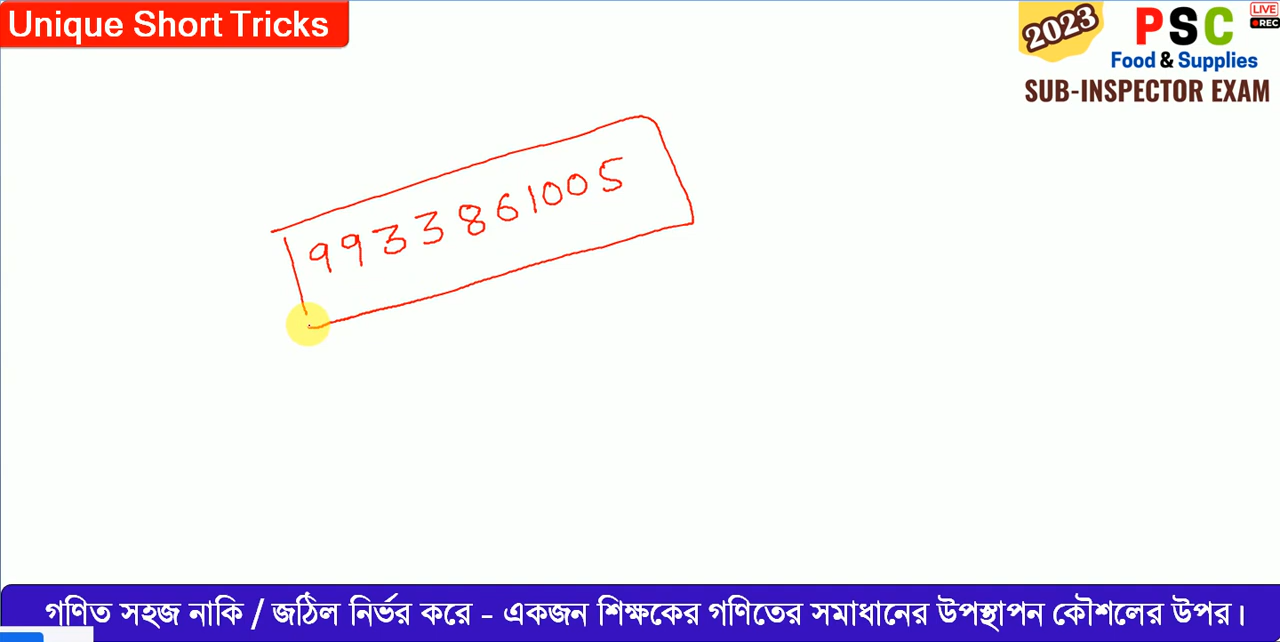 Unique Short Tricks
2023
PSC
Food & Supplies
SUB-INSPECTOR EXAM
LIVE
REC
9933861005
গণিত সহজ নাকি / জঠিল নির্ভর করে - একজন শিক্ষকের গণিতের সমাধানের উপস্থাপন কৌশলের উপর।